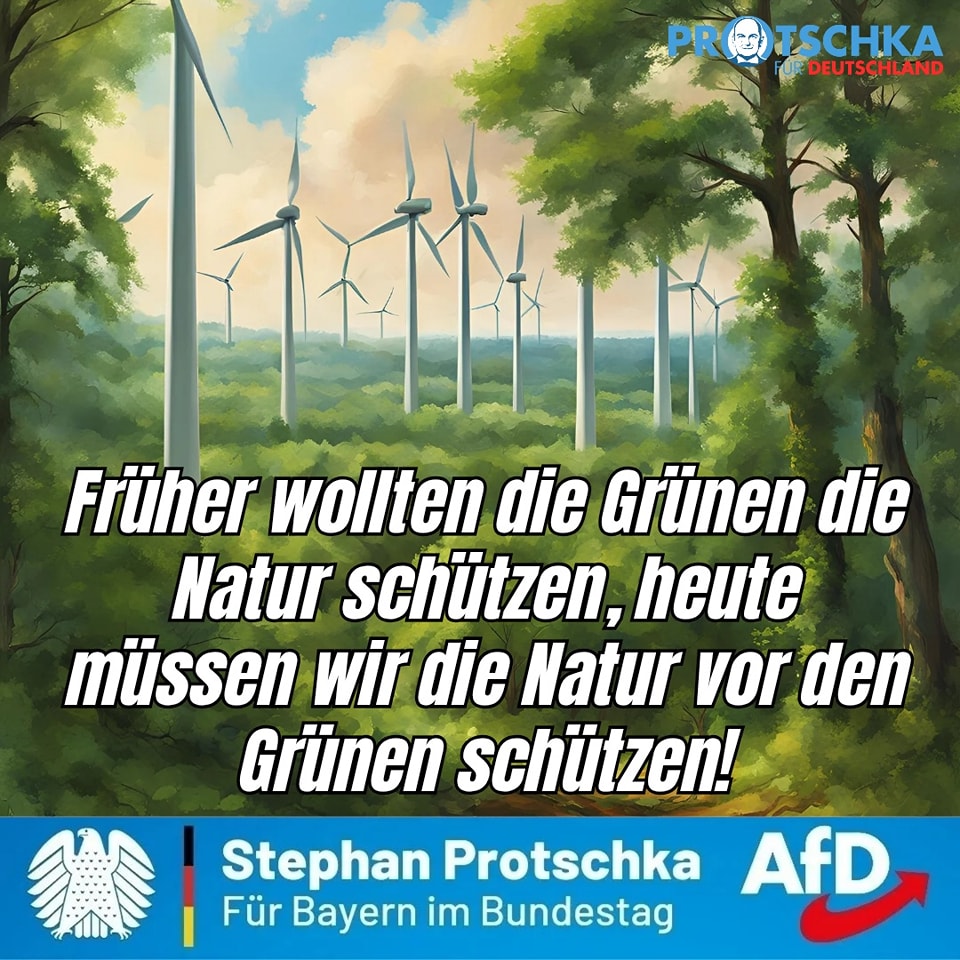 PROTSCHKA
FÜR DEUTSCHLAND
Früher wollten die Grünen die
Natur schützen, heute
müssen wir die Natur vor den
Grünen schützen!
Stephan Protschka
Für Bayern im Bundestag
AfD